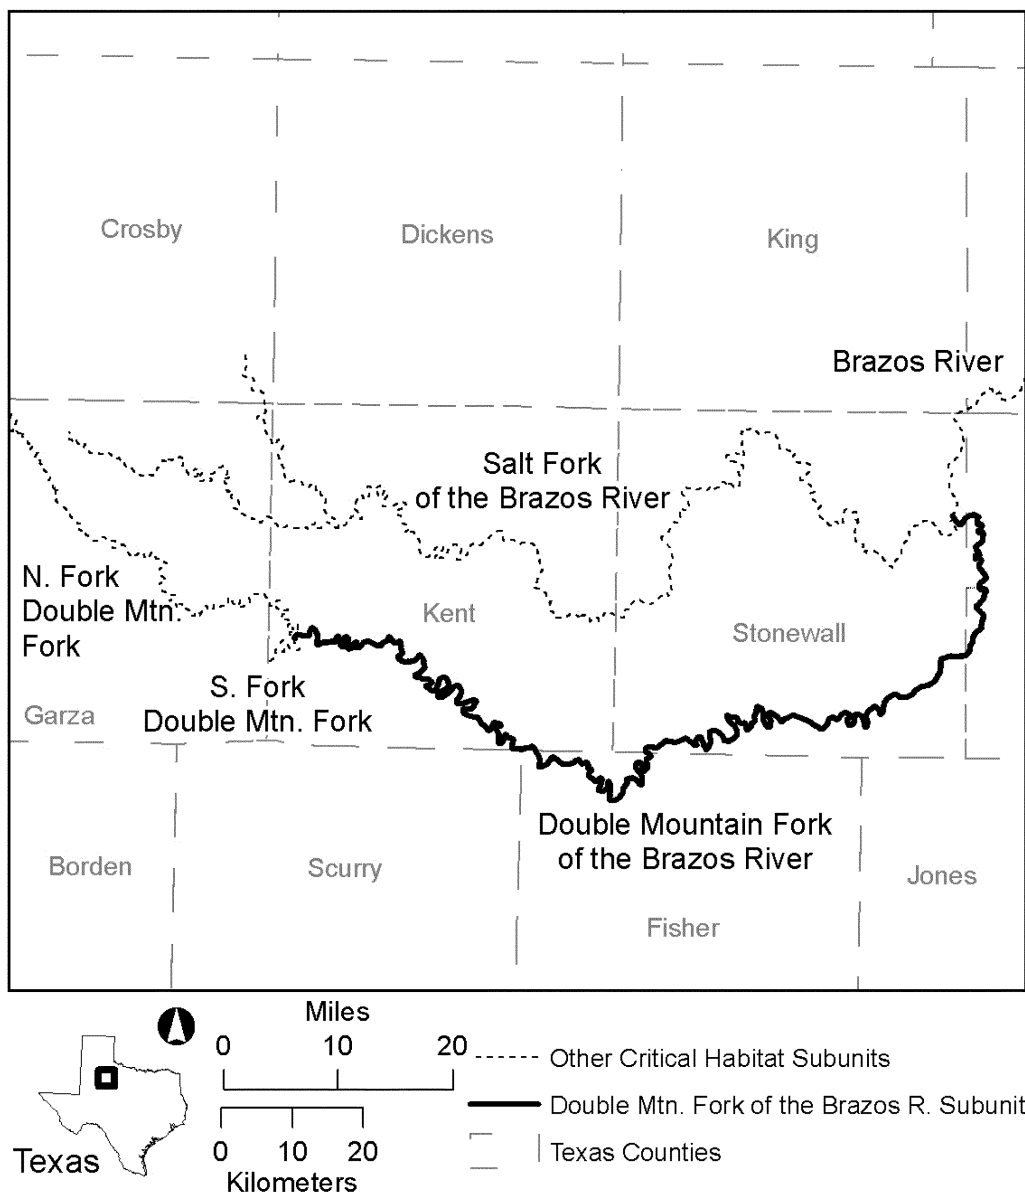 Crosby
Dickens
King
Brazos River
Salt Fork
of the Brazos River
N. Fork
Double Mtn.
Fork
Kent
Stonewall
S. Fork
Double Mtn. Fork
Garza
Double Mountain Fork
of the Brazos River
Borden
Scurry
Jones
Fisher
Miles
0 10 20
0 10 20
Kilometers
Texas
Other Critical Habitat Subunits
Double Mtn. Fork of the Brazos R. Subunit
Texas Counties